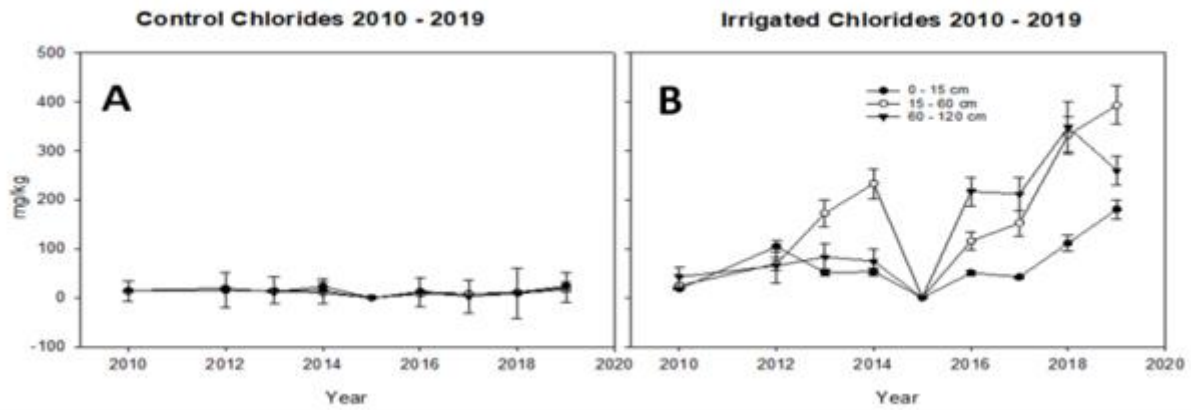 Control Chlorides 2010 - 2019
Irrigated Chlorides 2010 - 2019
500
400
300
200
100
0
-100
mg/kg
A
B
0 - 15 cm
15 - 60 cm
60 - 120 cm
2010 2012 2014 2016 2018 2020
2010 2012 2014 2016 2018 2020
Year
Year